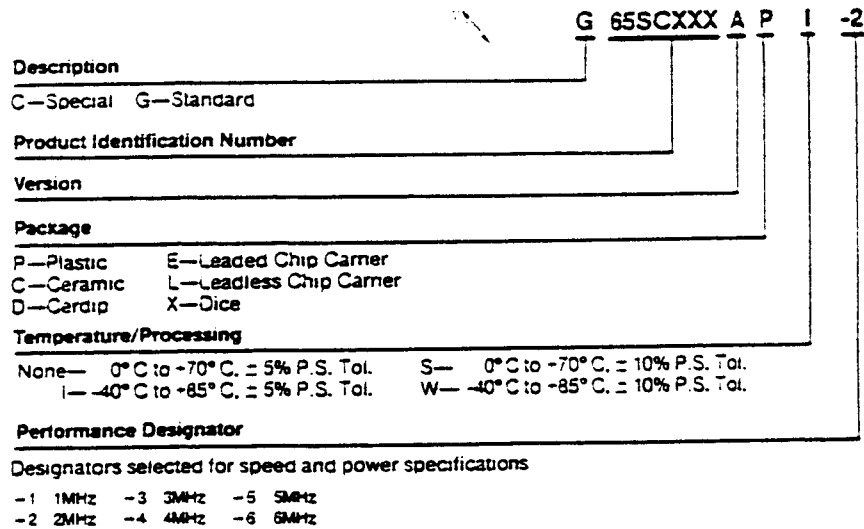 G 65SCXXX A P I -2
Description
C—Special G—Standard
Product Identification Number
Version
Package
P—Plastic E—Leaded Chip Carrier
C—Ceramic L—Leadless Chip Carrier
D—Cerdip X—Dice
Temperature/Processing
None— 0°C to +70°C, ± 5% P.S. Tol. S— 0°C to +70°C, ± 10% P.S. Tol.
I— -40°C to +85°C, ± 5% P.S. Tol. W— -40°C to +85°C, ± 10% P.S. Tol.
Performance Designator
Designators selected for speed and power specifications
-1 1MHz -3 3MHz -5 5MHz
-2 2MHz -4 4MHz -6 6MHz